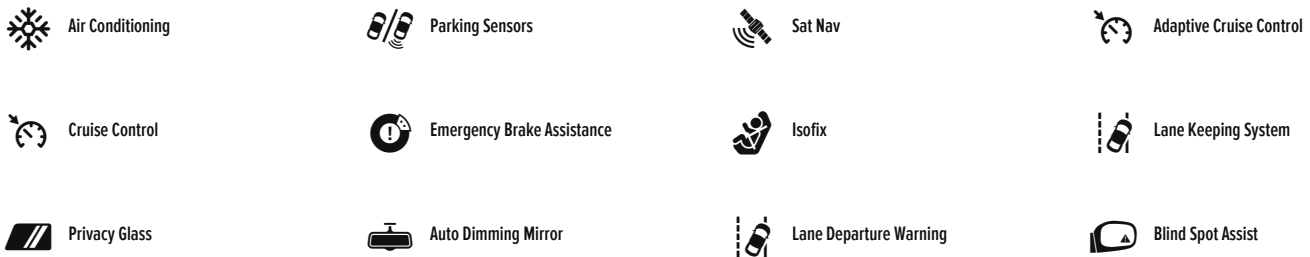 Air Conditioning
Parking Sensors
Sat Nav
Adaptive Cruise Control
Cruise Control
Emergency Brake Assistance
Isofix
Lane Keeping System
Privacy Glass
Auto Dimming Mirror
Lane Departure Warning
Blind Spot Assist